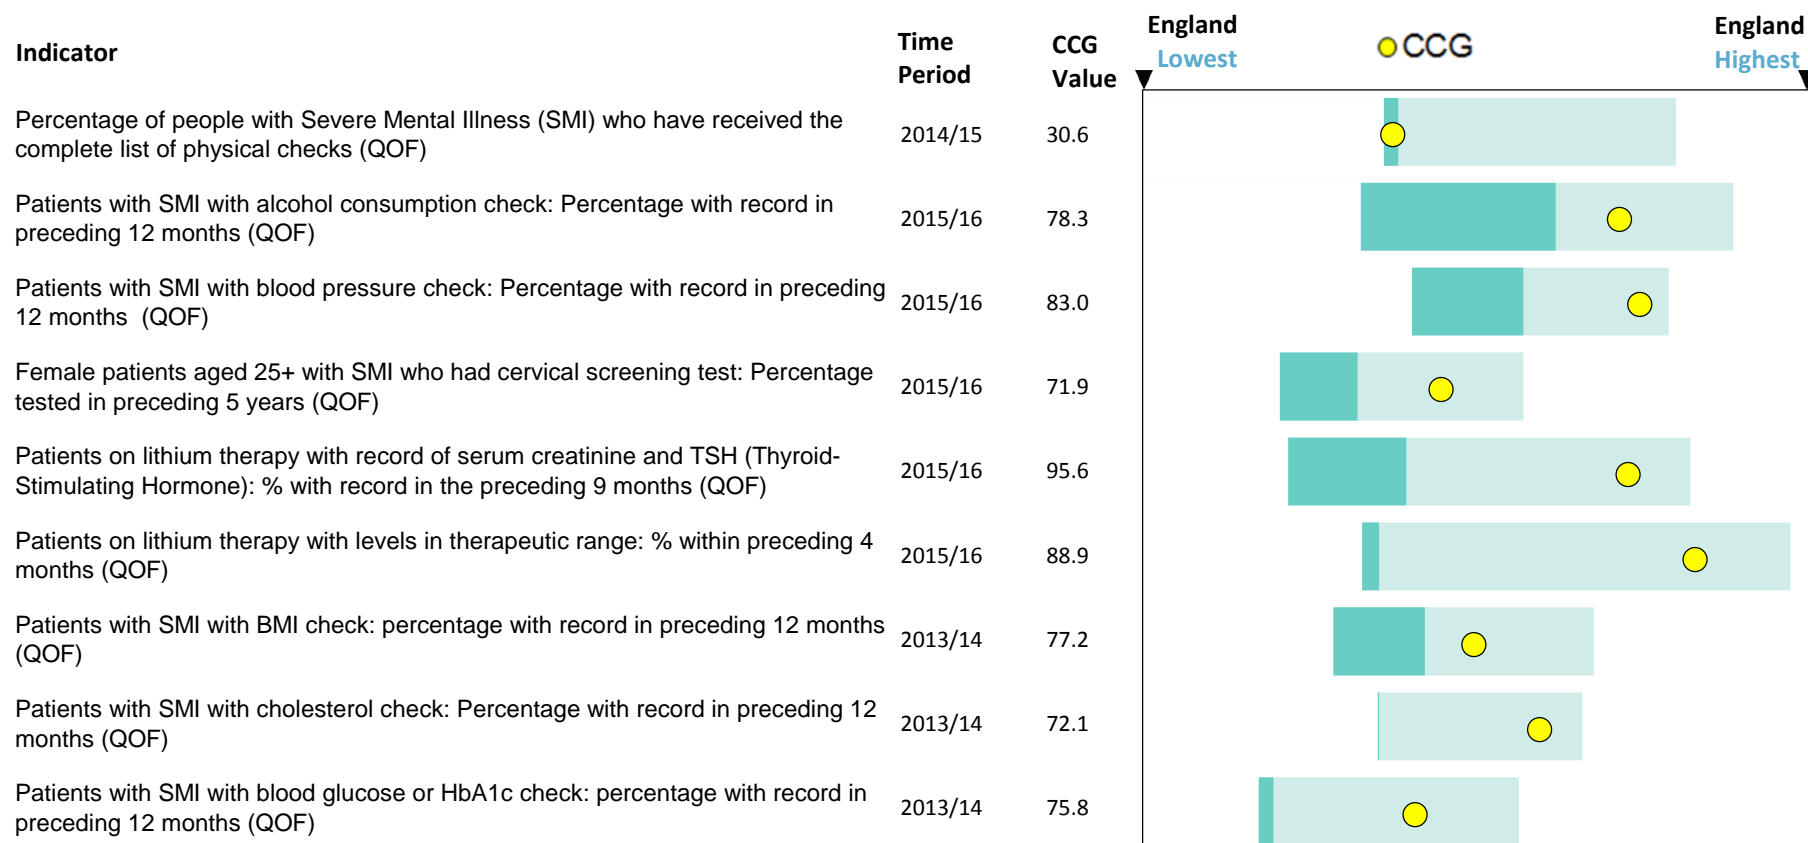 Indicator
Time
Period
CCG
Value
England
Lowest
CCG
England
Highest
Percentage of people with Severe Mental Illness (SMI) who have received the
complete list of physical checks (QOF)
2014/15
30.6
Patients with SMI with alcohol consumption check: Percentage with record in
preceding 12 months (QOF)
2015/16
78.3
Patients with SMI with blood pressure check: Percentage with record in preceding
12 months  (QOF)
2015/16
83.0
Female patients aged 25+ with SMI who had cervical screening test: Percentage
tested in preceding 5 years (QOF)
2015/16
71.9
Patients on lithium therapy with record of serum creatinine and TSH (Thyroid-
Stimulating Hormone): % with record in the preceding 9 months (QOF)
2015/16
95.6
Patients on lithium therapy with levels in therapeutic range: % within preceding 4
months (QOF)
2015/16
88.9
Patients with SMI with BMI check: percentage with record in preceding 12 months
(QOF)
2013/14
77.2
Patients with SMI with cholesterol check: Percentage with record in preceding 12
months (QOF)
2013/14
72.1
Patients with SMI with blood glucose or HbA1c check: percentage with record in
preceding 12 months (QOF)
2013/14
75.8